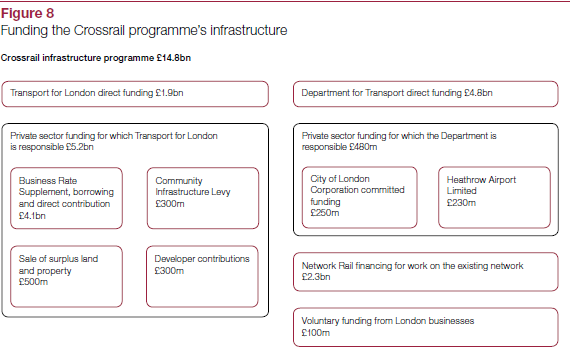 Figure 8
Funding the Crossrail programme's infrastructure
Crossrail infrastructure programme £14.8bn
Transport for London direct funding £1.9bn
Department for Transport direct funding £4.8bn
Private sector funding for which Transport for London
is responsible £5.2bn
Business Rate
Supplement, borrowing
and direct contribution
£4.1bn
Community
Infrastructure Levy
£300m
Sale of surplus land
and property
£500m
Developer contributions
£300m
Private sector funding for which the Department is
responsible £480m
City of London
Corporation committed
funding
£250m
Heathrow Airport
Limited
£230m
Network Rail financing for work on the existing network
£2.3bn
Voluntary funding from London businesses
£100m